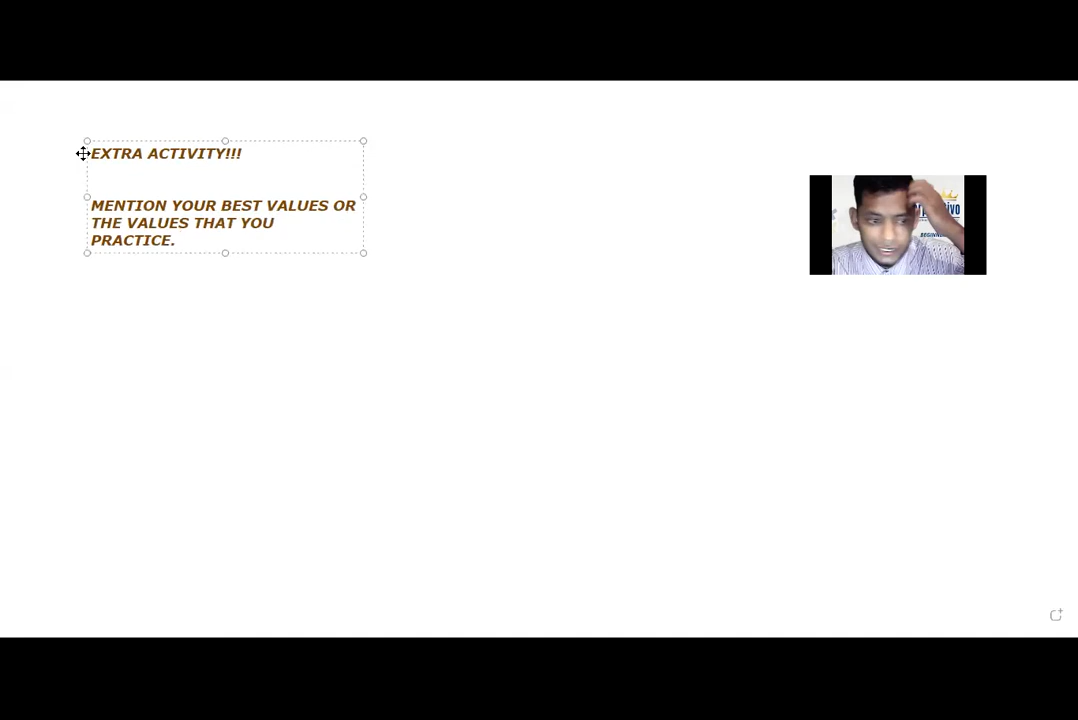 EXTRA ACTIVITY!!!
MENTION YOUR BEST VALUES OR
THE VALUES THAT YOU
PRACTICE.